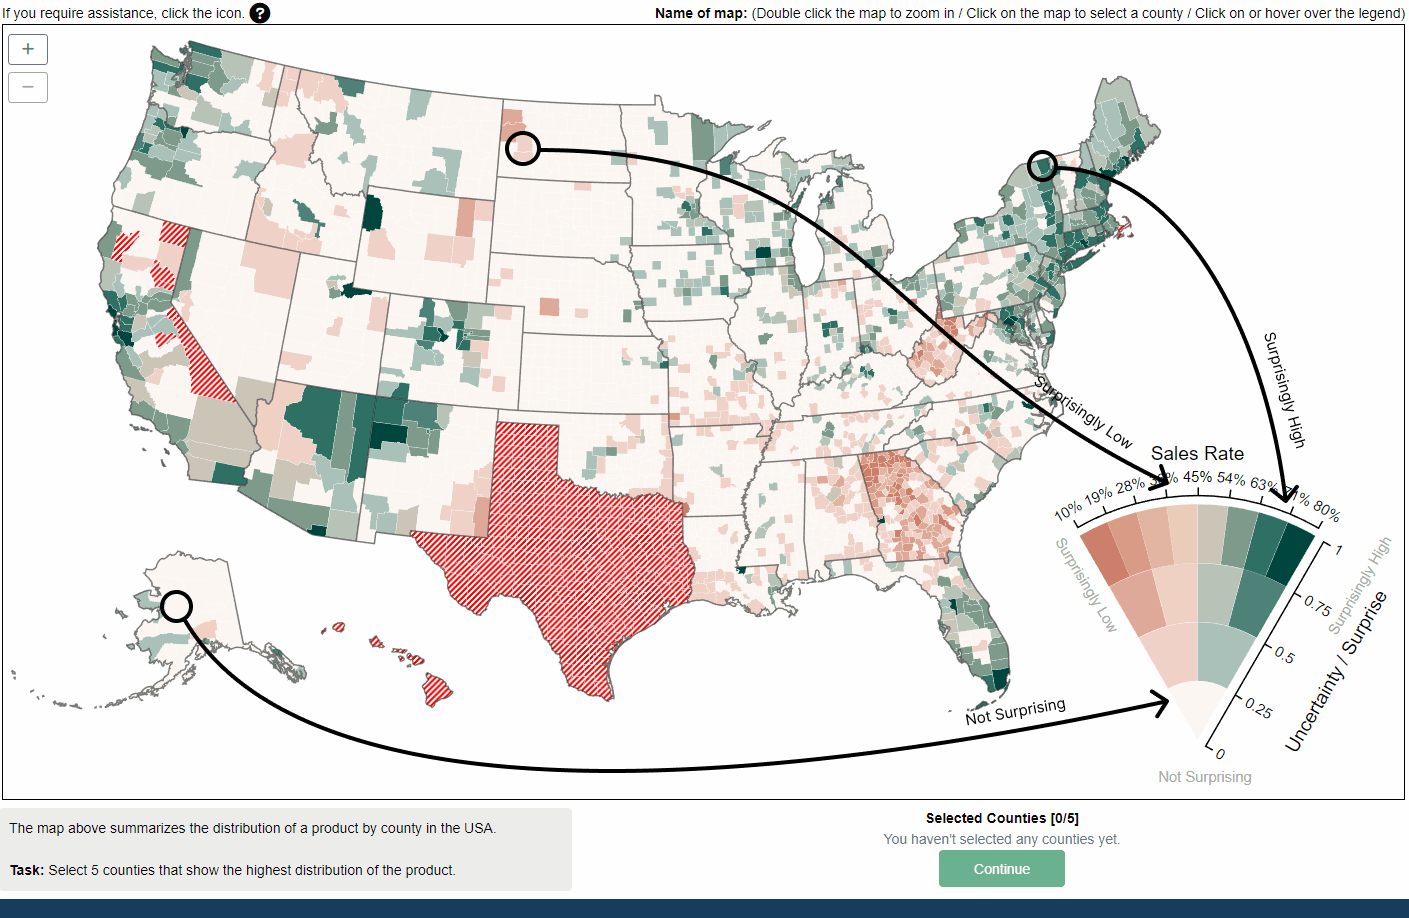 If you require assistance, click the icon. ?
Name of map: (Double click the map to zoom in / Click on the map to select a county / Click on or hover over the legend)
+
−
Surprisingly High
Surprisingly Low
Sales Rate
10% 19% 28% % 45% 54% 63% % 80%
Surprisingly Low
1
0.75
0.5
0.25
0
Surprisingly High
Uncertainty / Surprise
Not Surprising
Not Surprising
The map above summarizes the distribution of a product by county in the USA.
Task: Select 5 counties that show the highest distribution of the product.
Selected Counties [0/5]
You haven't selected any counties yet.
Continue